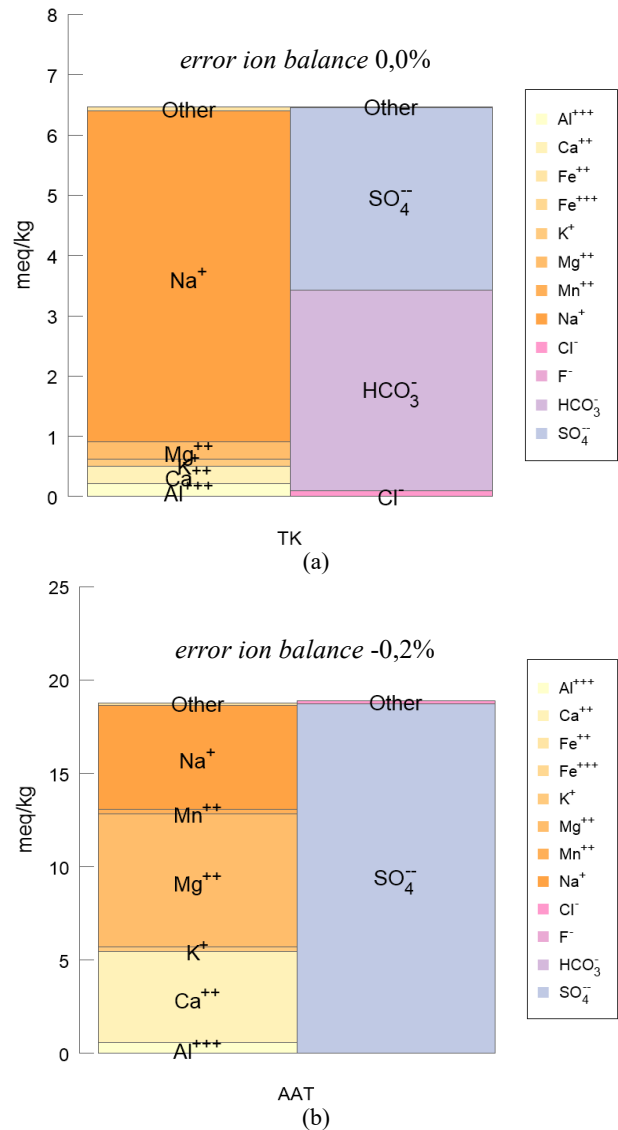 8
error ion balance 0,0%
7
Other
Other
6
SO₄⁻⁻
5
meq/kg
4
Na⁺
3
HCO₃⁻
2
1
Mg⁺⁺
K⁺
Ca⁺⁺
Al⁺⁺⁺
Cl⁻
0
TK
(a)
Al⁺⁺⁺
Ca⁺⁺
Fe⁺⁺
Fe⁺⁺⁺
K⁺
Mg⁺⁺
Mn⁺⁺
Na⁺
Cl⁻
F⁻
HCO₃⁻
SO₄⁻⁻
25
error ion balance -0,2%
20
Other
Other
Na⁺
15
Mn⁺⁺
meq/kg
10
Mg⁺⁺
SO₄⁻⁻
K⁺
5
Ca⁺⁺
Al⁺⁺⁺
0
AAT
(b)
Al⁺⁺⁺
Ca⁺⁺
Fe⁺⁺
Fe⁺⁺⁺
K⁺
Mg⁺⁺
Mn⁺⁺
Na⁺
Cl⁻
F⁻
HCO₃⁻
SO₄⁻⁻